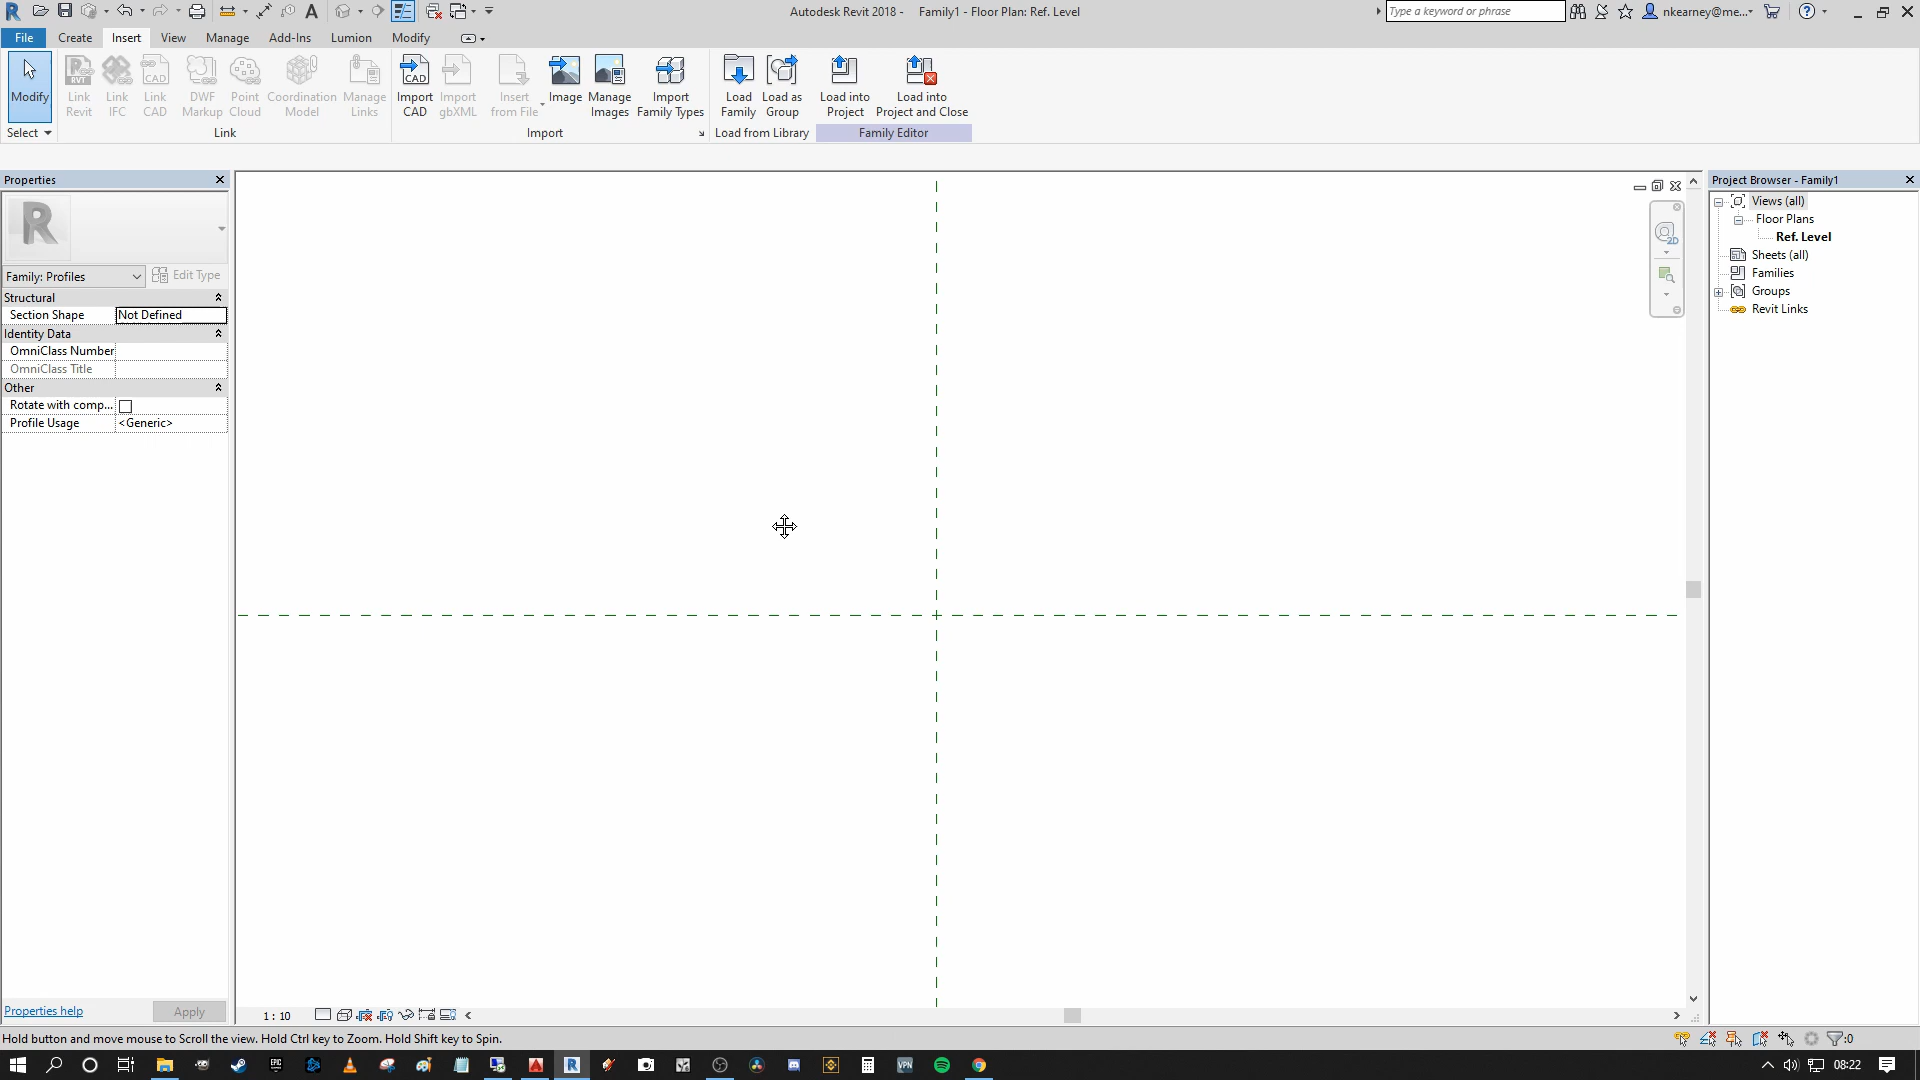 Autodesk Revit 2018 - Family1 - Floor Plan: Ref. Level
Type a keyword or phrase
nkearney@me...
File Create Insert View Manage Add-Ins Lumion Modify
Modify
Link Revit
Link IFC
Link CAD
DWF Markup
Point Cloud
Coordination Model
Manage Links
Import CAD
Import gbXML
Insert from File
Image
Manage Images
Import Family Types
Load Family
Load as Group
Load into Project
Load into Project and Close
Select
Link
Import
Load from Library
Family Editor
Properties
Family: Profiles
Edit Type
Structural
Section Shape Not Defined
Identity Data
OmniClass Number
OmniClass Title
Other
Rotate with comp...
Profile Usage <Generic>
Properties help
Apply
2D
1 : 10
Project Browser - Family1
Views (all)
Floor Plans
Ref. Level
Sheets (all)
Families
Groups
Revit Links
Hold button and move mouse to Scroll the view. Hold Ctrl key to Zoom. Hold Shift key to Spin.
:0
08:22